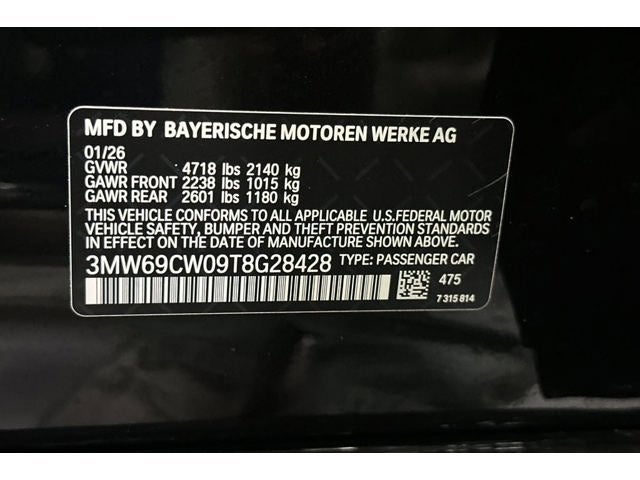 MFD BY BAYERISCHE MOTOREN WERKE AG
01/26
GVWR 4718 lbs 2140 kg
GAWR FRONT 2238 lbs 1015 kg
GAWR REAR 2601 lbs 1180 kg
THIS VEHICLE CONFORMS TO ALL APPLICABLE U.S.FEDERAL MOTOR
VEHICLE SAFETY, BUMPER AND THEFT PREVENTION STANDARDS
IN EFFECT ON THE DATE OF MANUFACTURE SHOWN ABOVE.
3MW69CW09T8G28428 TYPE: PASSENGER CAR
475
7 315 814